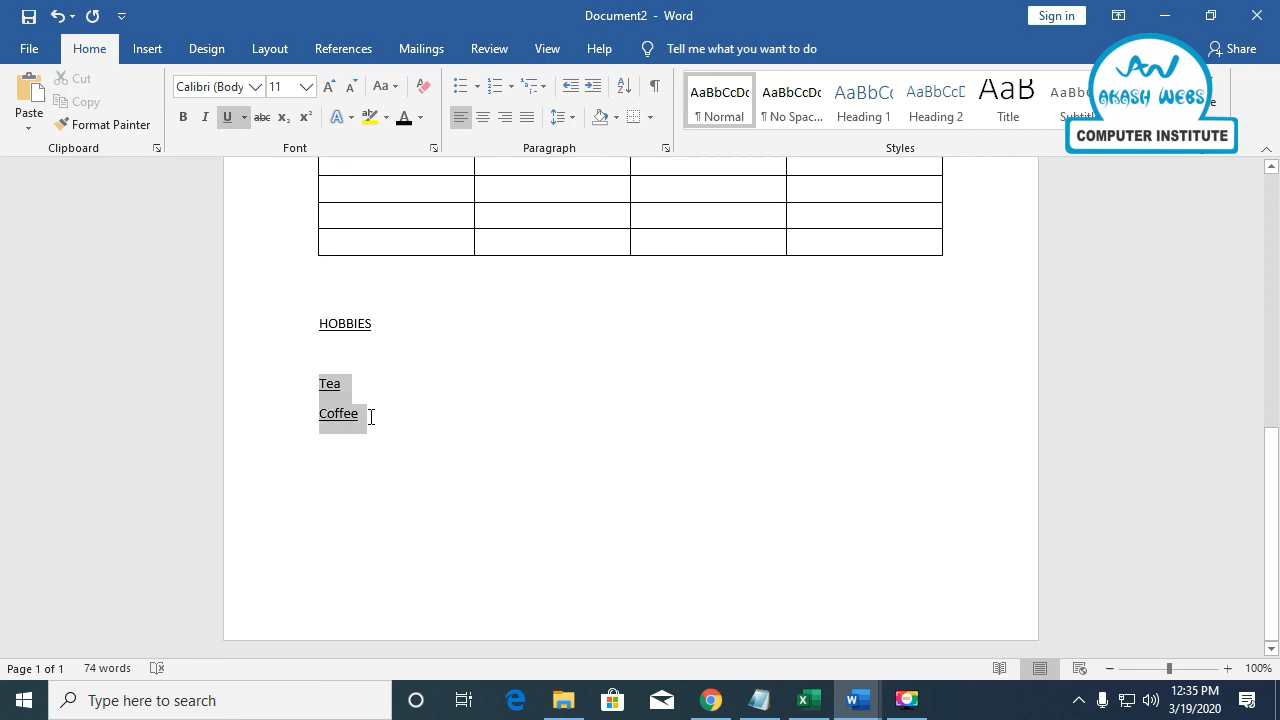 Document2 - Word
Sign in
File
Home
Insert
Design
Layout
References
Mailings
Review
View
Help
Tell me what you want to do
Share
Paste
Cut
Copy
Format Painter
Clipboard
Calibri (Body
11
Font
Paragraph
AaBbCcDc
¶ Normal
AaBbCcDc
¶ No Spac...
AaBbCc
Heading 1
AaBbCcD
Heading 2
AaB
Title
AaBbCc
Styles
AW
AKASH WEBS
COMPUTER INSTITUTE
HOBBIES
Tea
Coffee
Page 1 of 1
74 words
100%
Type here to search
12:35 PM
3/19/2020